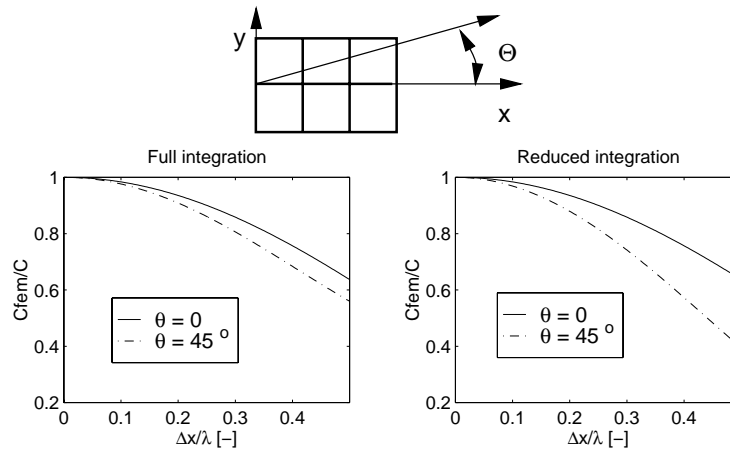 y
Θ
x
Full integration
Reduced integration
Cfem/C
1
0.8
0.6
0.4
0.2
θ = 0
θ = 45 º
0 0.1 0.2 0.3 0.4
Δx/λ [−]
Cfem/C
1
0.8
0.6
0.4
0.2
θ = 0
θ = 45 º
0 0.1 0.2 0.3 0.4
Δx/λ [−]